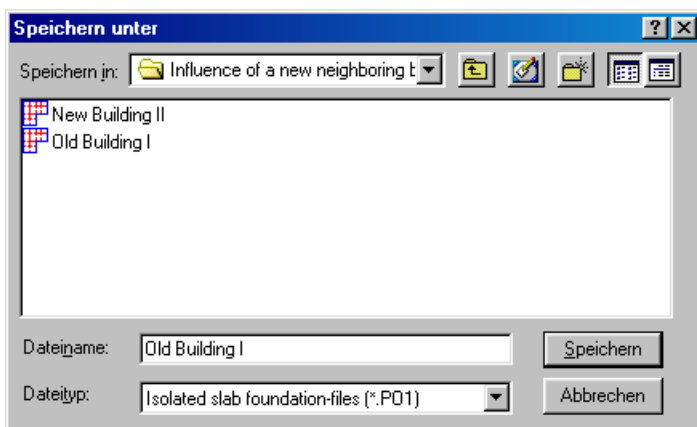 Speichern unter
Speichern in: Influence of a new neighboring b
New Building II
Old Building I
Dateiname: Old Building I Speichern
Dateityp: Isolated slab foundation-files (*.PO1) Abbrechen